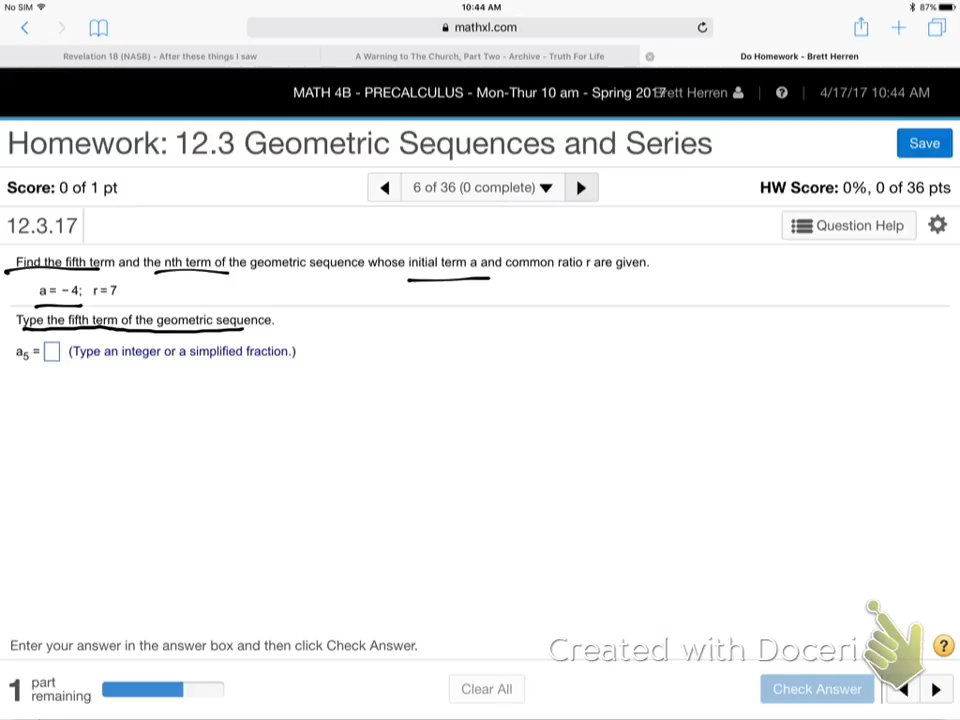 No SIM 10:44 AM 87%
mathxl.com
Revelation 18 (NASB) - After these things I saw A Warning to The Church, Part Two - Archive - Truth For Life Do Homework - Brett Herren
MATH 4B - PRECALCULUS - Mon-Thur 10 am - Spring 2017 Brett Herren ? 4/17/17 10:44 AM
Homework: 12.3 Geometric Sequences and Series Save
Score: 0 of 1 pt 6 of 36 (0 complete) HW Score: 0%, 0 of 36 pts
12.3.17 Question Help
Find the fifth term and the nth term of the geometric sequence whose initial term a and common ratio r are given.
a = - 4; r = 7
Type the fifth term of the geometric sequence.
a5 = (Type an integer or a simplified fraction.)
Enter your answer in the answer box and then click Check Answer. Created with Doceri ?
1 part remaining Clear All Check Answer